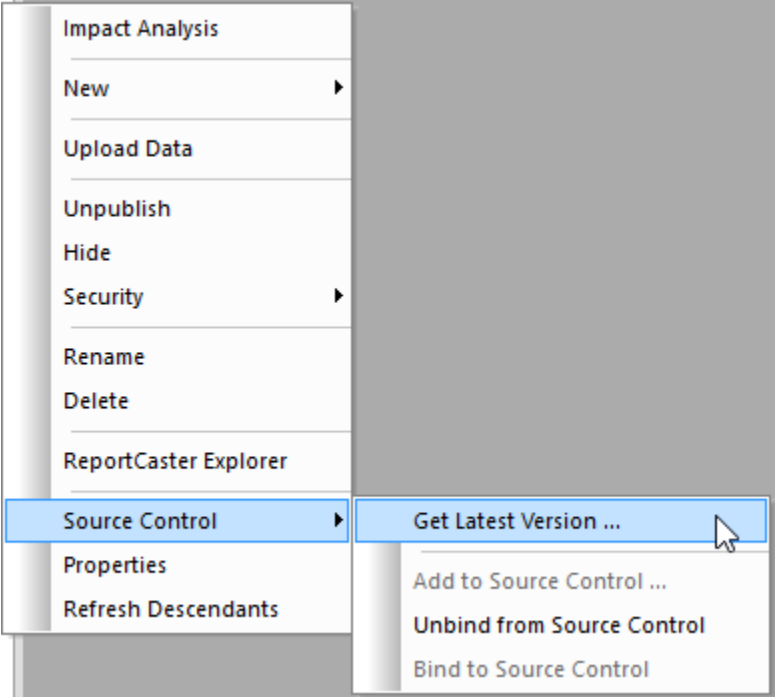 Impact Analysis
New
Upload Data
Unpublish
Hide
Security
Rename
Delete
ReportCaster Explorer
Source Control
Get Latest Version ...
Add to Source Control ...
Unbind from Source Control
Bind to Source Control
Properties
Refresh Descendants